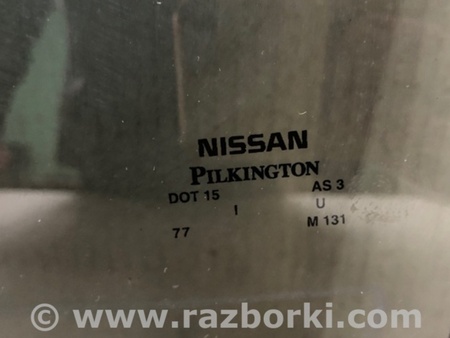 NISSAN
PILKINGTON
DOT 15 AS 3
I U
77 M 131
© www.razborki.com